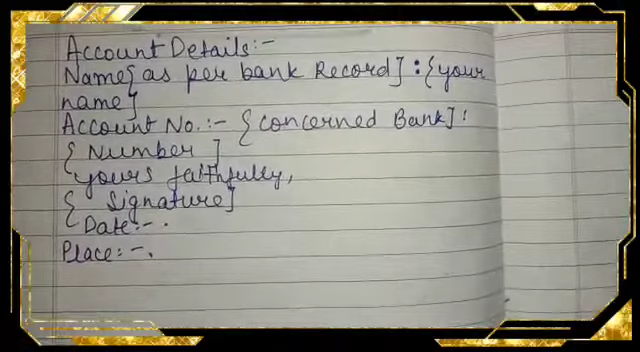 Account Details:-
Name{as per bank Record] : {your
name]
Account No.:- {concerned Bank] :
{ Number ]
yours faithfully,
{ Signature]
Date:- .
Place:- .